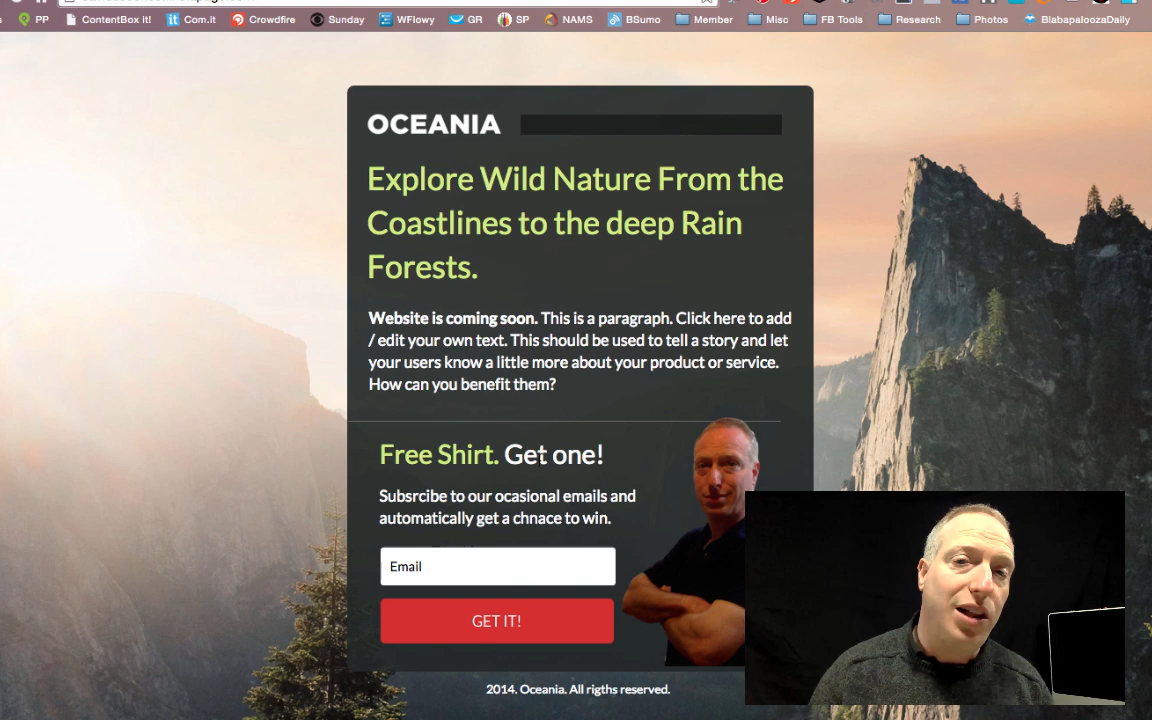 PP ContentBox it! Com.it Crowdfire Sunday WFlowy GR SP NAMS BSumo Member Misc FB Tools Research Photos BlabapaloozaDaily
OCEANIA
Explore Wild Nature From the
Coastlines to the deep Rain
Forests.
Website is coming soon. This is a paragraph. Click here to add
/ edit your own text. This should be used to tell a story and let
your users know a little more about your product or service.
How can you benefit them?
Free Shirt. Get one!
Subsrcibe to our ocasional emails and
automatically get a chnace to win.
Email
GET IT!
2014. Oceania. All rigths reserved.